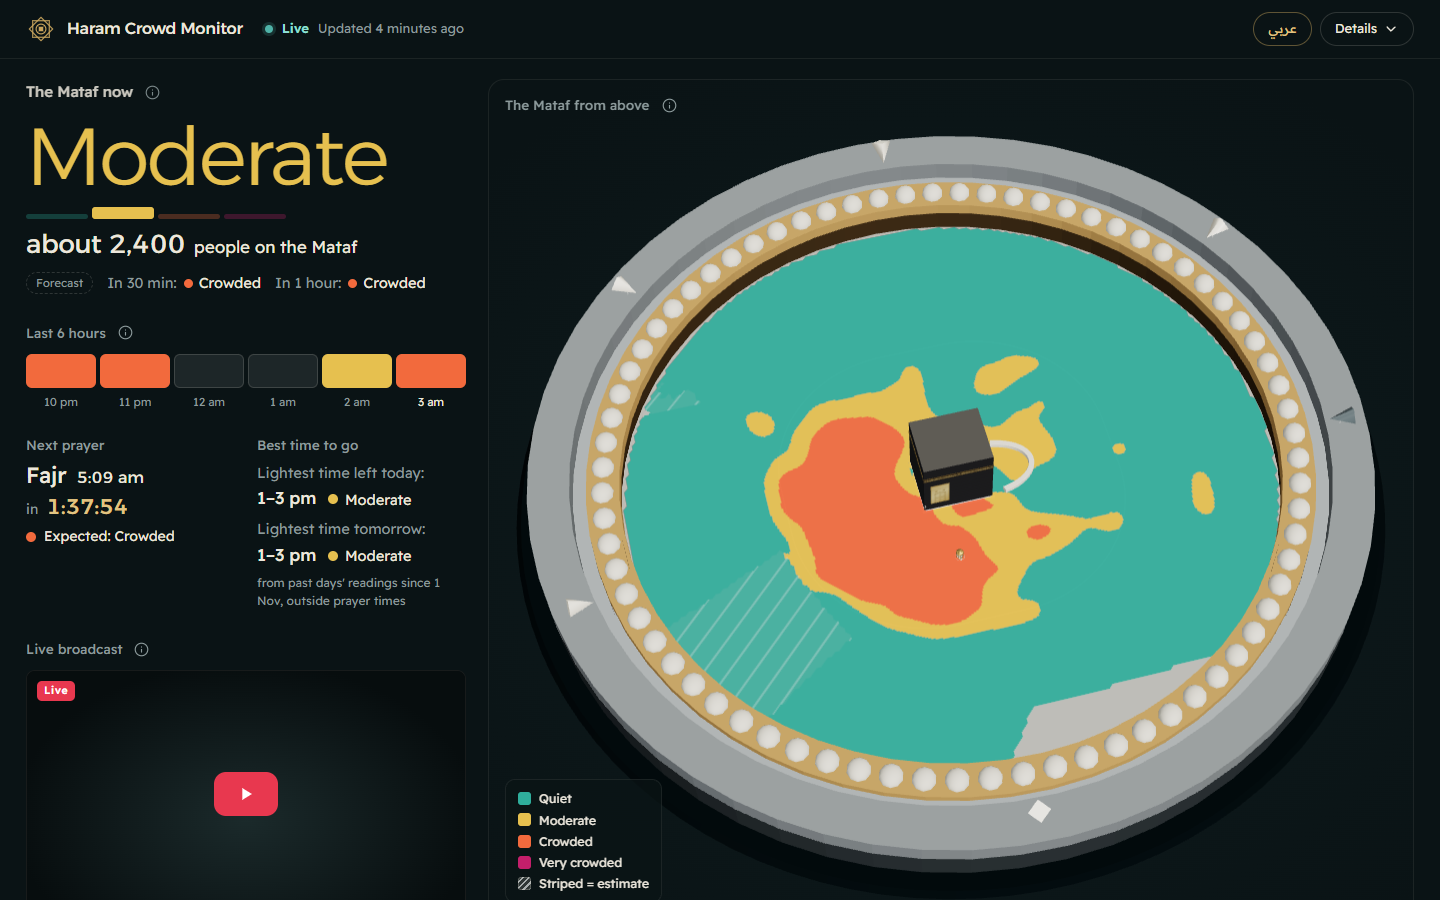 Haram Crowd Monitor
Live Updated 4 minutes ago
عربي
Details
The Mataf now
Moderate
about 2,400 people on the Mataf
Forecast In 30 min: Crowded In 1 hour: Crowded
Last 6 hours
10 pm 11 pm 12 am 1 am 2 am 3 am
Next prayer
Fajr 5:09 am
in 1:37:54
Expected: Crowded
Best time to go
Lightest time left today:
1–3 pm Moderate
Lightest time tomorrow:
1–3 pm Moderate
from past days' readings since 1
Nov, outside prayer times
Live broadcast
Live
The Mataf from above
Quiet
Moderate
Crowded
Very crowded
Striped = estimate